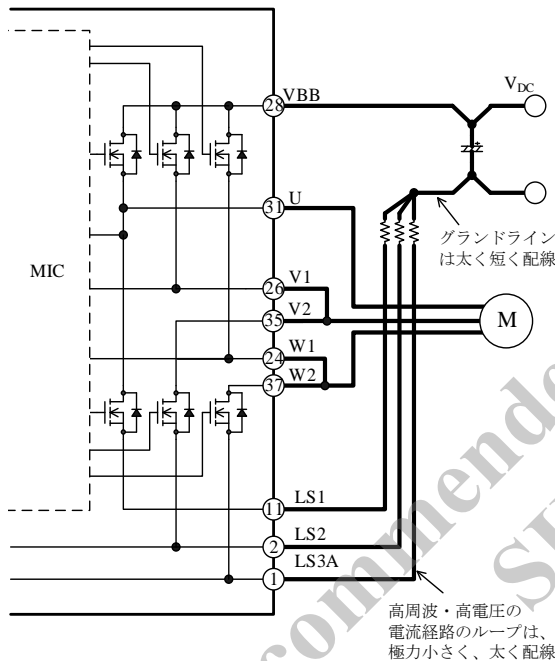 28
VBB
VDC
31
U
グランドライン
は太く短く配線
MIC
26
V1
35
V2
M
24
W1
37
W2
11
LS1
2
LS2
1
LS3A
高周波・高電圧の
電流経路のループは、
極力小さく、太く配線
commende